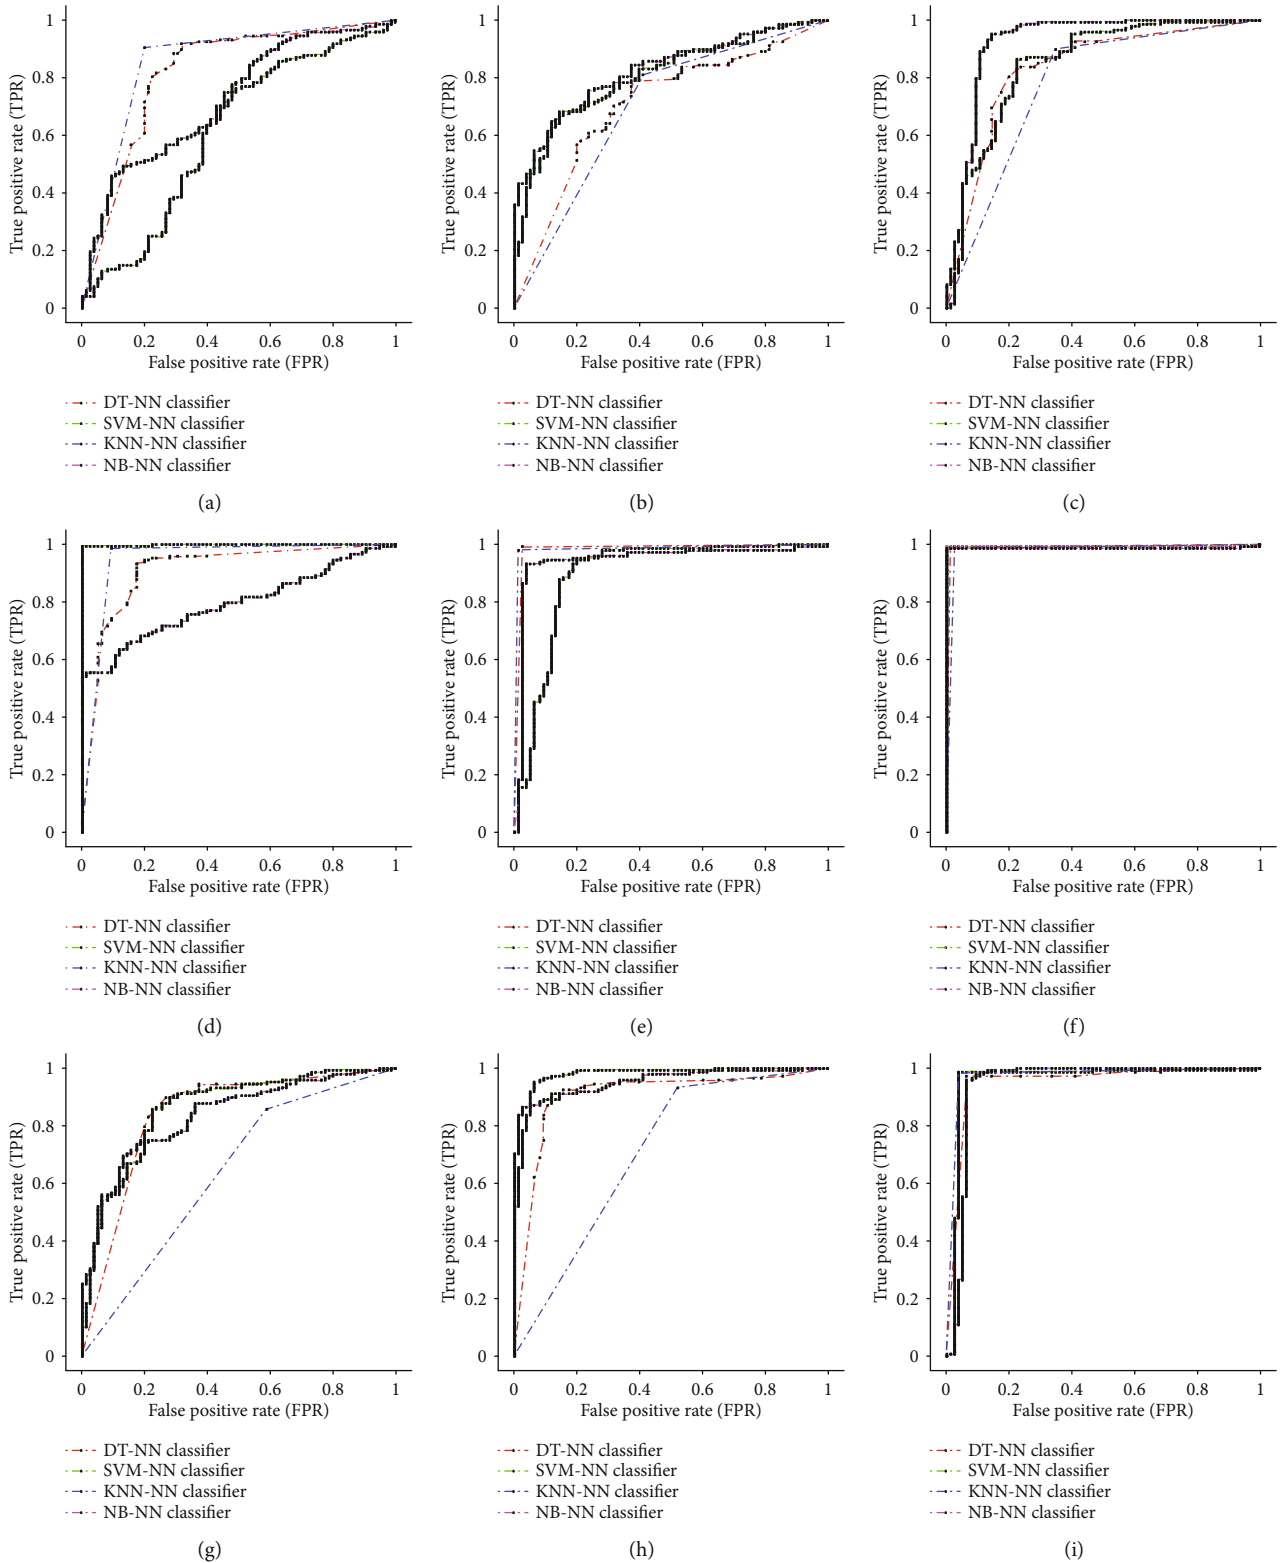 1
0.8
0.6
0.4
0.2
0
True positive rate (TPR)
0 0.2 0.4 0.6 0.8 1
False positive rate (FPR)
DT-NN classifier
SVM-NN classifier
KNN-NN classifier
NB-NN classifier
(a)
1
0.8
0.6
0.4
0.2
0
True positive rate (TPR)
0 0.2 0.4 0.6 0.8 1
False positive rate (FPR)
DT-NN classifier
SVM-NN classifier
KNN-NN classifier
NB-NN classifier
(b)
1
0.8
0.6
0.4
0.2
0
True positive rate (TPR)
0 0.2 0.4 0.6 0.8 1
False positive rate (FPR)
DT-NN classifier
SVM-NN classifier
KNN-NN classifier
NB-NN classifier
(c)
1
0.8
0.6
0.4
0.2
0
True positive rate (TPR)
0 0.2 0.4 0.6 0.8 1
False positive rate (FPR)
DT-NN classifier
SVM-NN classifier
KNN-NN classifier
NB-NN classifier
(d)
1
0.8
0.6
0.4
0.2
0
True positive rate (TPR)
0 0.2 0.4 0.6 0.8 1
False positive rate (FPR)
DT-NN classifier
SVM-NN classifier
KNN-NN classifier
NB-NN classifier
(e)
1
0.8
0.6
0.4
0.2
0
True positive rate (TPR)
0 0.2 0.4 0.6 0.8 1
False positive rate (FPR)
DT-NN classifier
SVM-NN classifier
KNN-NN classifier
NB-NN classifier
(f)
1
0.8
0.6
0.4
0.2
0
True positive rate (TPR)
0 0.2 0.4 0.6 0.8 1
False positive rate (FPR)
DT-NN classifier
SVM-NN classifier
KNN-NN classifier
NB-NN classifier
(g)
1
0.8
0.6
0.4
0.2
0
True positive rate (TPR)
0 0.2 0.4 0.6 0.8 1
False positive rate (FPR)
DT-NN classifier
SVM-NN classifier
KNN-NN classifier
NB-NN classifier
(h)
1
0.8
0.6
0.4
0.2
0
True positive rate (TPR)
0 0.2 0.4 0.6 0.8 1
False positive rate (FPR)
DT-NN classifier
SVM-NN classifier
KNN-NN classifier
NB-NN classifier
(i)